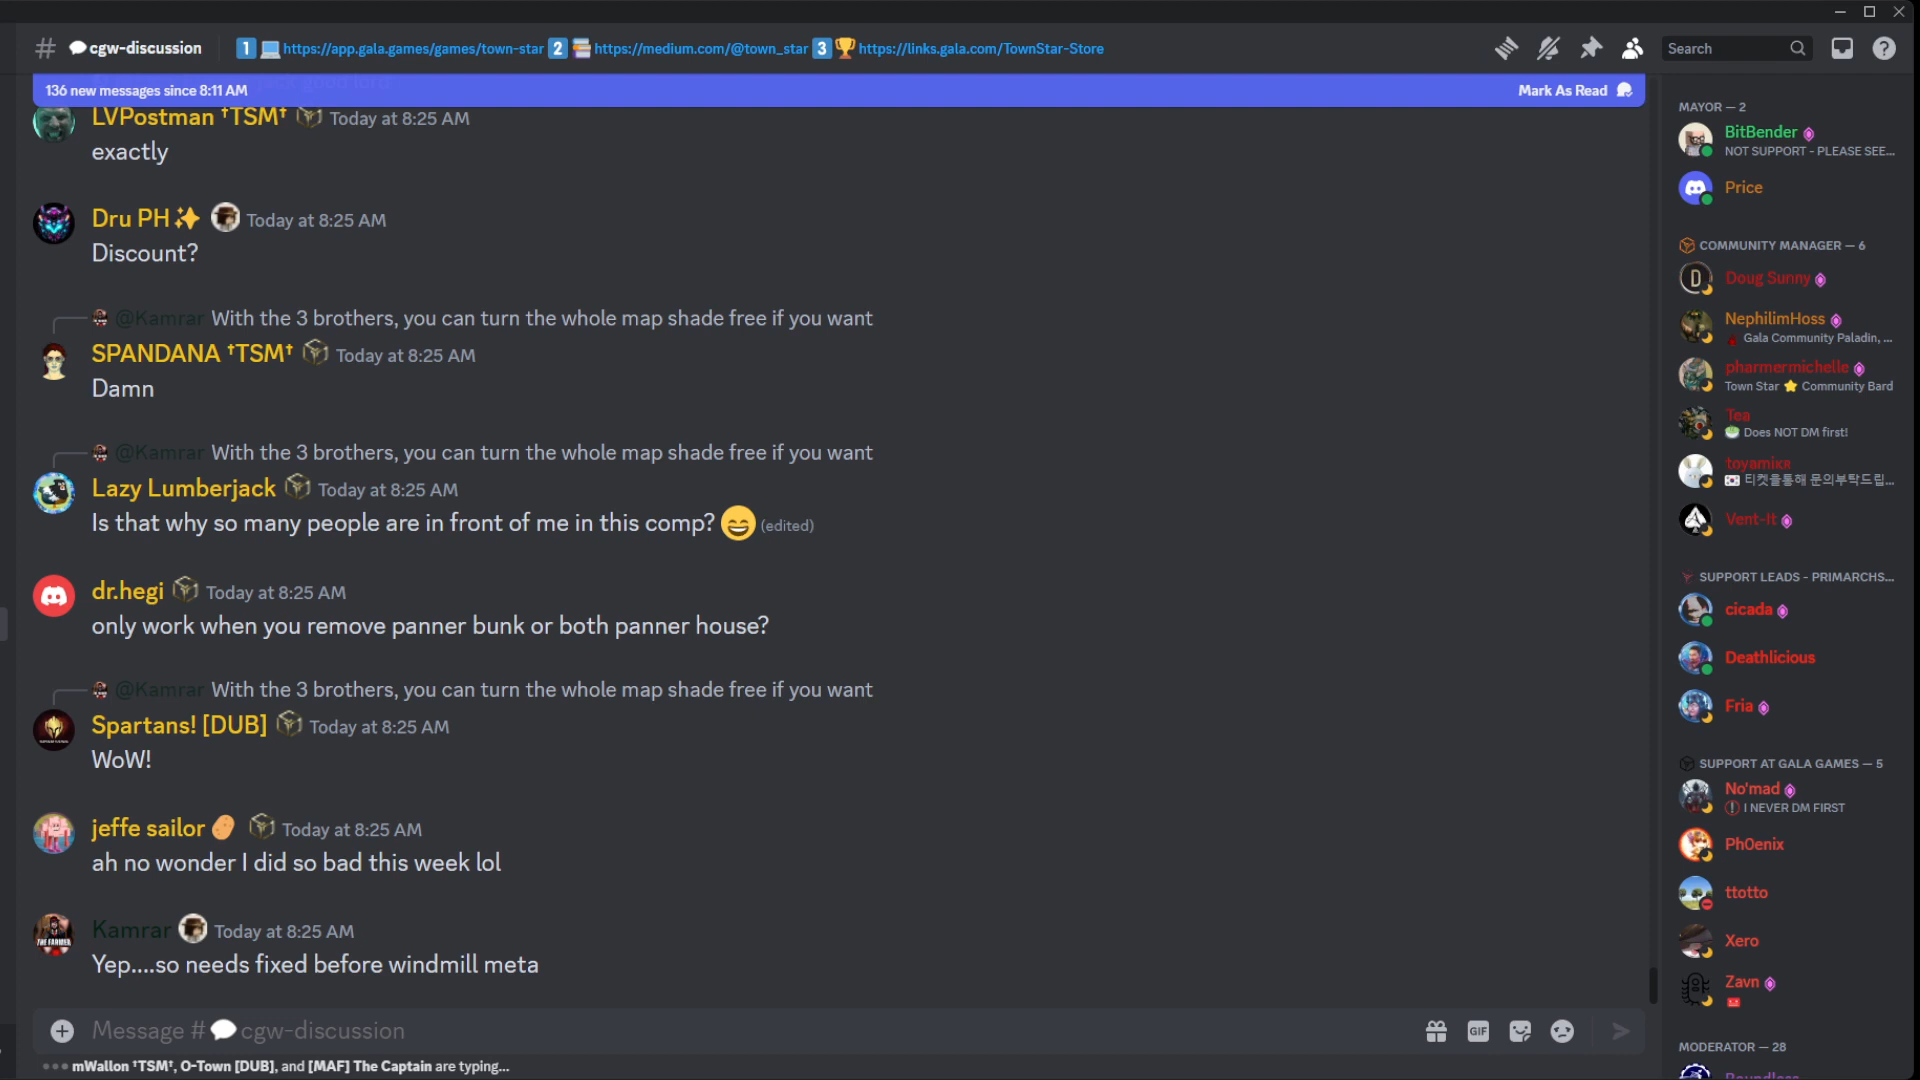 # 💬cgw-discussion
1 💻 https://app.gala.games/games/town-star 2 📚 https://medium.com/@town_star 3 🏆 https://links.gala.com/TownStar-Store
Search
136 new messages since 8:11 AM
Mark As Read
LVPostman †TSM† Today at 8:25 AM
exactly
Dru PH✨ Today at 8:25 AM
Discount?
@Kamrar With the 3 brothers, you can turn the whole map shade free if you want
SPANDANA †TSM† Today at 8:25 AM
Damn
@Kamrar With the 3 brothers, you can turn the whole map shade free if you want
Lazy Lumberjack Today at 8:25 AM
Is that why so many people are in front of me in this comp? 😄 (edited)
dr.hegi Today at 8:25 AM
only work when you remove panner bunk or both panner house?
@Kamrar With the 3 brothers, you can turn the whole map shade free if you want
Spartans! [DUB] Today at 8:25 AM
WoW!
jeffe sailor🥔 Today at 8:25 AM
ah no wonder I did so bad this week lol
Kamrar Today at 8:25 AM
Yep....so needs fixed before windmill meta
Message #💬cgw-discussion
GIF
mWallon †TSM†, O-Town [DUB], and [MAF] The Captain are typing...
MAYOR — 2
BitBender
NOT SUPPORT - PLEASE SEE...
Price
COMMUNITY MANAGER — 6
D
Doug Sunny
NephilimHoss
Gala Community Paladin, ...
pharmermichelle
Town Star ⭐ Community Bard
Tea
Does NOT DM first!
toyamiKR
🇰🇷 티켓을통해 문의부탁드립...
Vent-It
SUPPORT LEADS - PRIMARCHS...
cicada
Deathlicious
Fria
SUPPORT AT GALA GAMES — 5
No'mad
I NEVER DM FIRST
Ph0enix
ttotto
Xero
Zavn
MODERATOR — 28